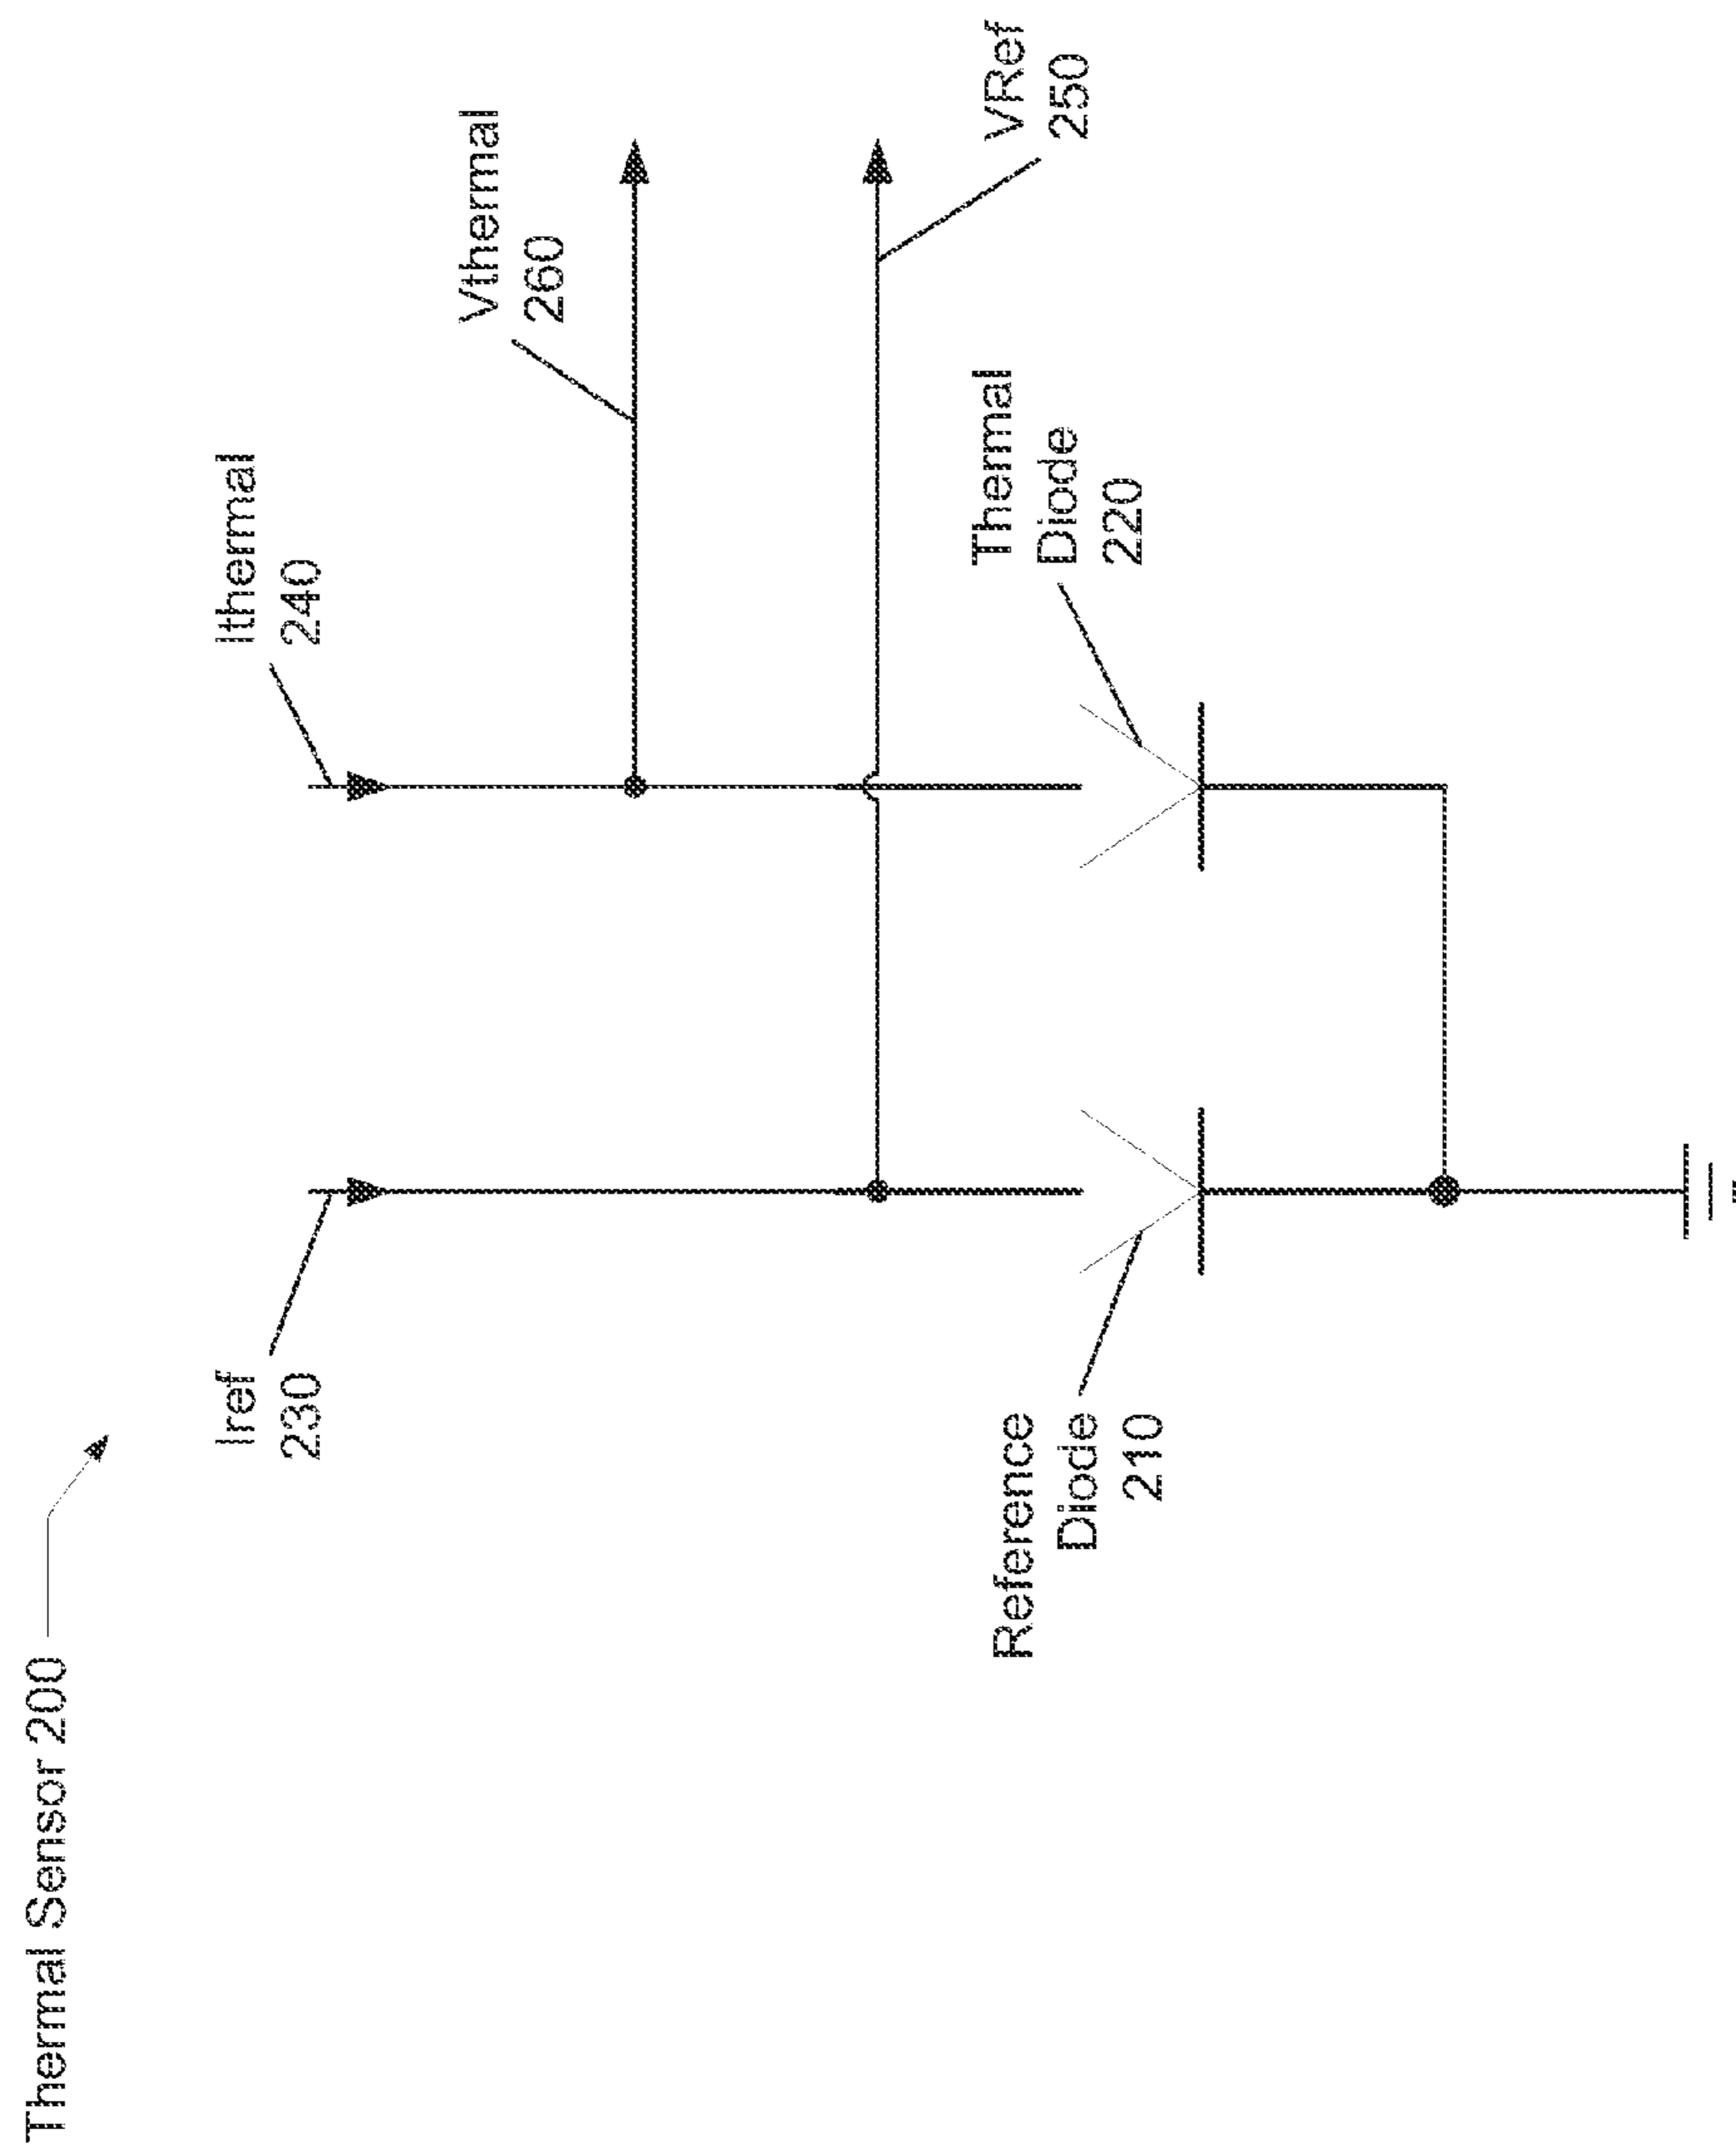 Thermal Sensor 200
Iref
230
Ithermal
240
Vthermal
260
VRef
250
Reference
Diode
210
Thermal
Diode
220